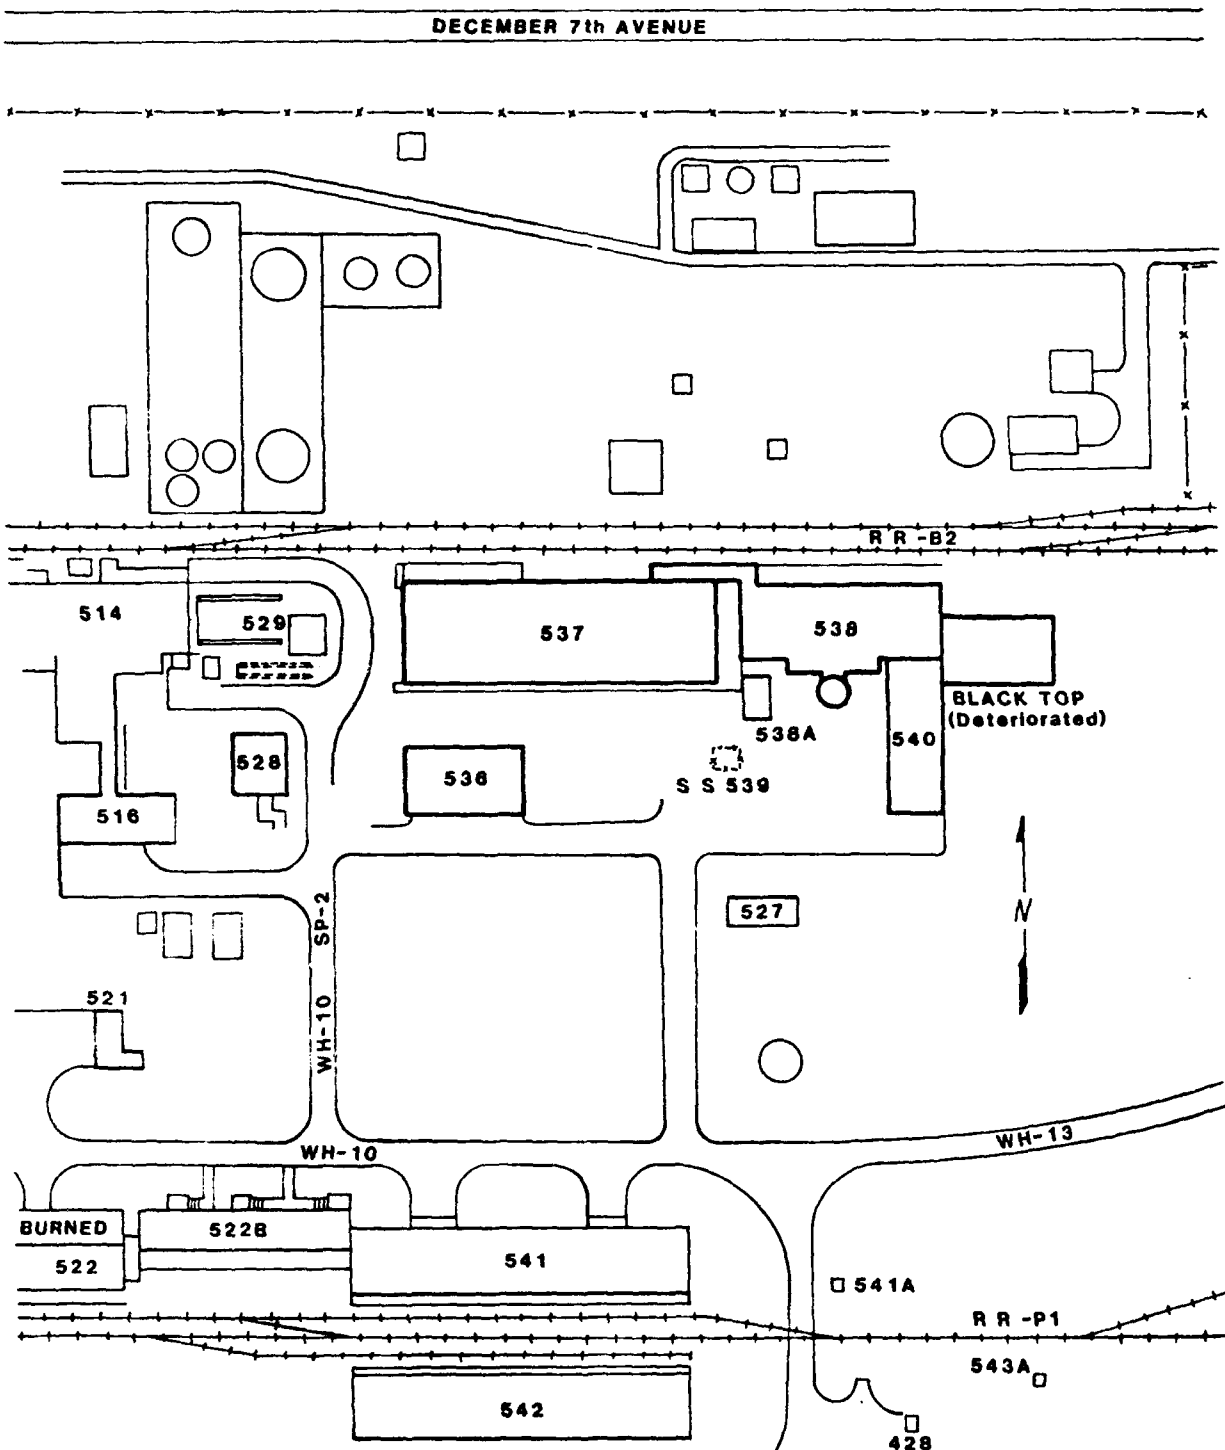 DECEMBER 7th AVENUE
R R -B2
514
529
537
538
BLACK TOP
(Deteriorated)
538A
540
528
536
S S 539
516
527
N
SP-2
WH-10
521
WH-13
WH-10
BURNED
522B
522
541
541A
R R -P1
543A
542
428